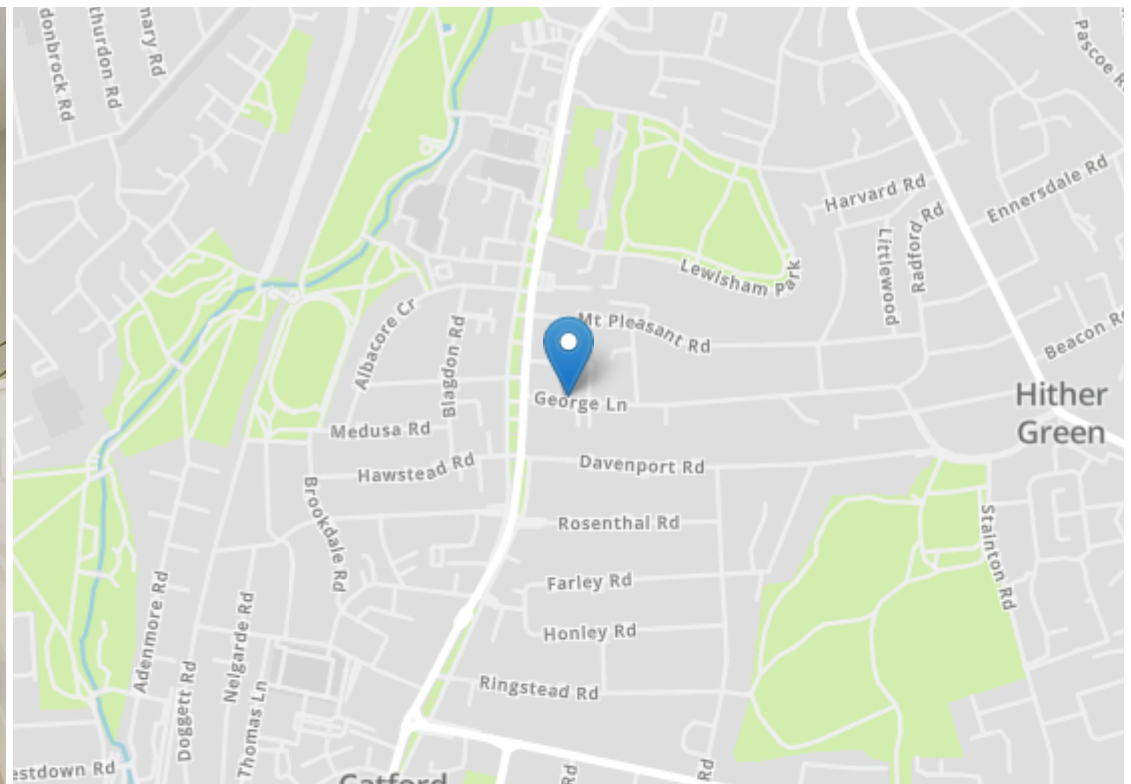 donbrock Rd
thurdon Rd
nary Rd
Pascoe R
Harvard Rd
Ennersdale Rd
Radford Rd
Littlewood
Lewisham Park
Albacore Cr
Blagdon Rd
Mt Pleasant Rd
Beacon Rd
George Ln
Hither
Green
Medusa Rd
Hawstead Rd
Davenport Rd
Brookdale Rd
Rosenthal Rd
Stainton Rd
Farley Rd
Adenmore Rd
Nelgarde Rd
Honley Rd
Doggett Rd
Thomas Ln
Ringstead Rd
estdown Rd
Catford
Rd
Rd